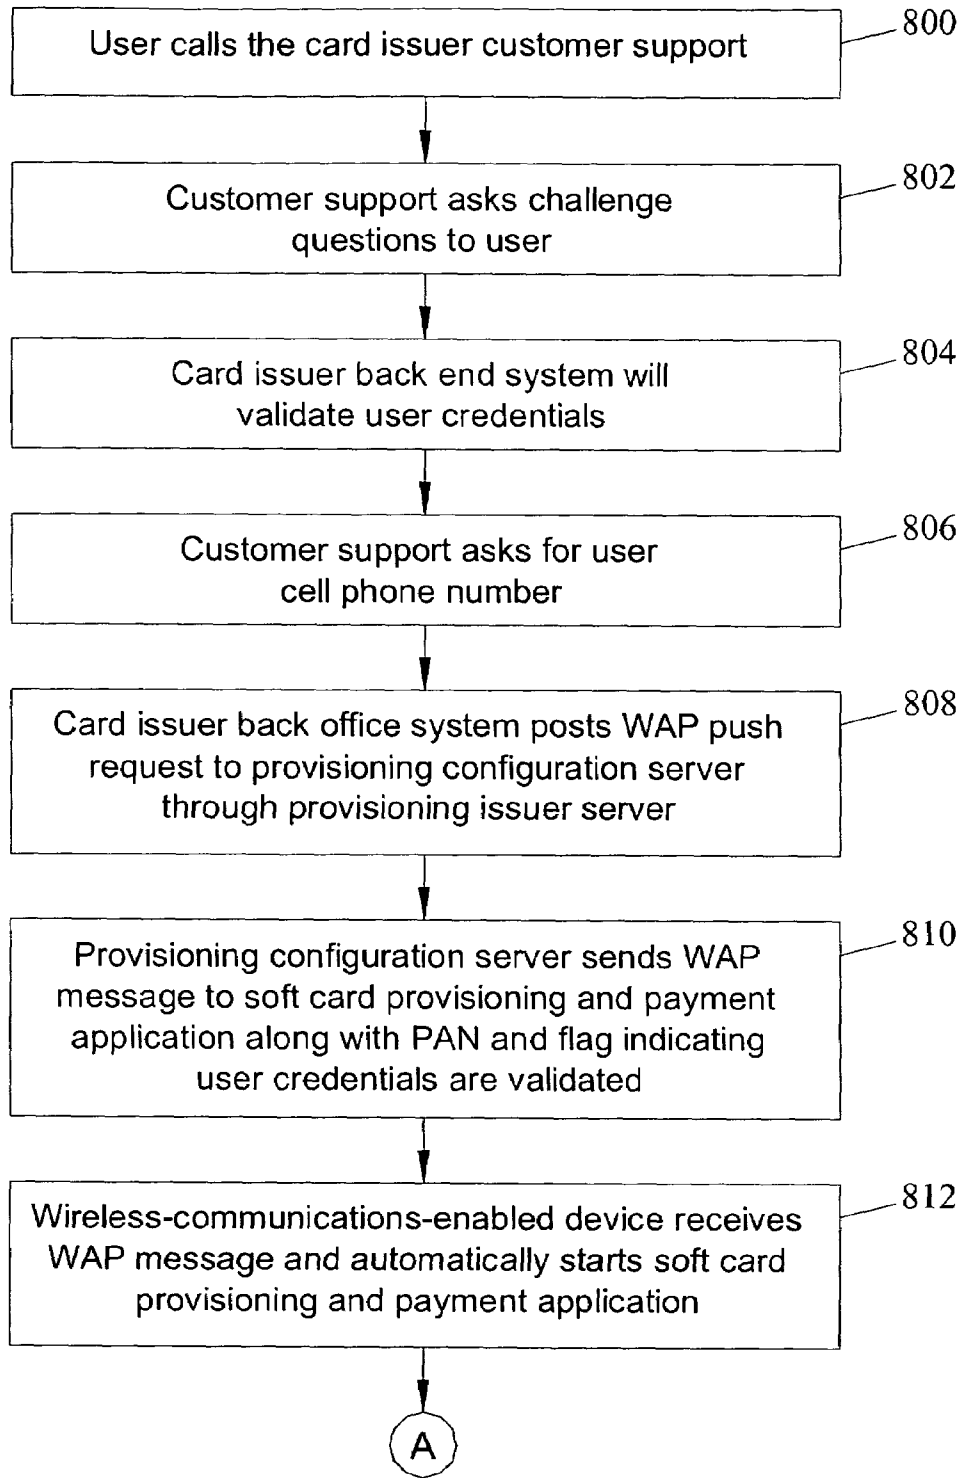 User calls the card issuer customer support
800
Customer support asks challenge
questions to user
802
Card issuer back end system will
validate user credentials
804
Customer support asks for user
cell phone number
806
Card issuer back office system posts WAP push
request to provisioning configuration server
through provisioning issuer server
808
Provisioning configuration server sends WAP
message to soft card provisioning and payment
application along with PAN and flag indicating
user credentials are validated
810
Wireless-communications-enabled device receives
WAP message and automatically starts soft card
provisioning and payment application
812
A